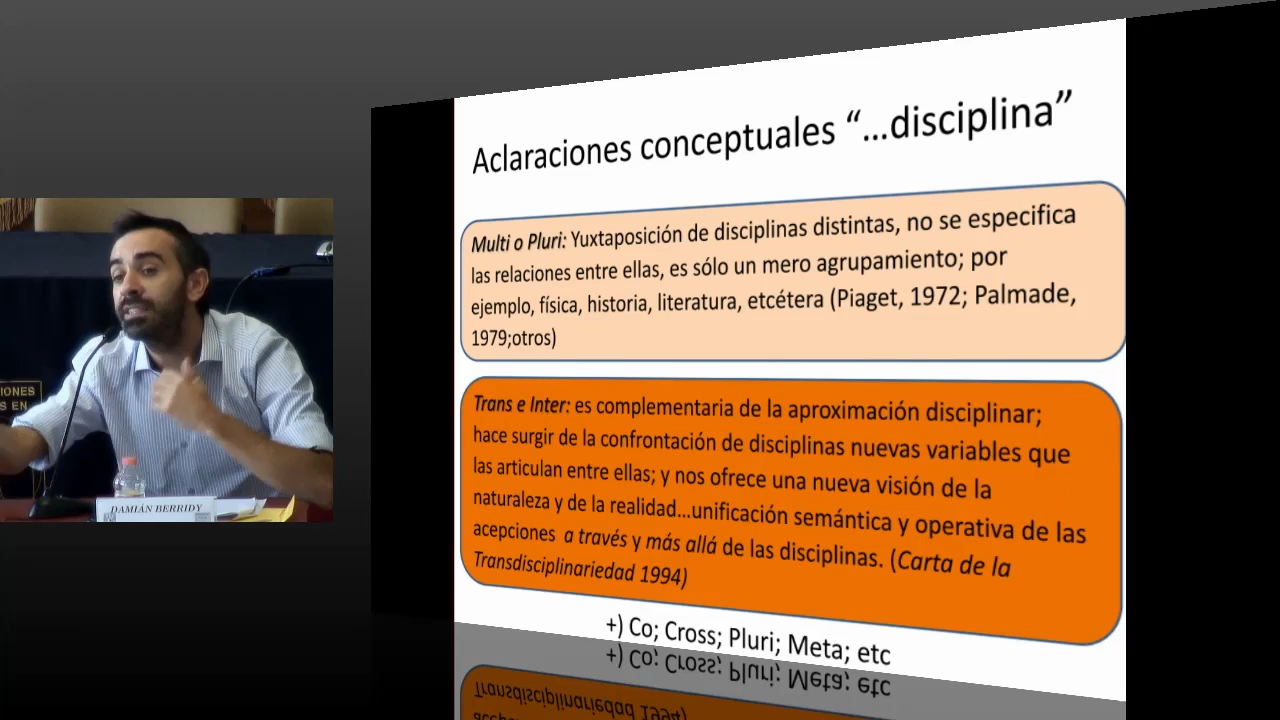 Aclaraciones conceptuales “...disciplina”
Multi o Pluri: Yuxtaposición de disciplinas distintas, no se especifica
las relaciones entre ellas, es sólo un mero agrupamiento; por
ejemplo, física, historia, literatura, etcétera (Piaget, 1972; Palmade,
1979;otros)
Trans e Inter: es complementaria de la aproximación disciplinar;
hace surgir de la confrontación de disciplinas nuevas variables que
las articulan entre ellas; y nos ofrece una nueva visión de la
naturaleza y de la realidad...unificación semántica y operativa de las
acepciones a través y más allá de las disciplinas. (Carta de la
Transdisciplinariedad 1994)
+) Co; Cross; Pluri; Meta; etc
IONES
S EN
DAMIÁN BERRIDY